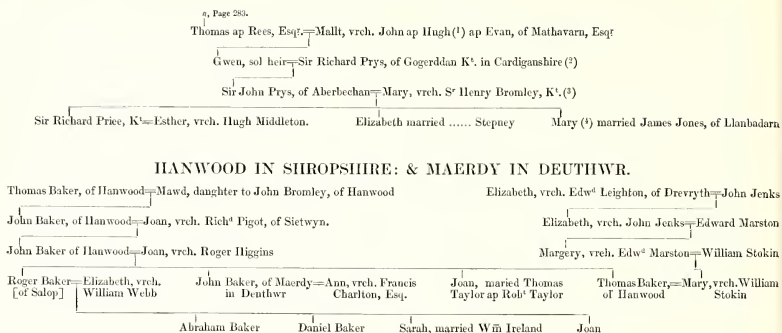 a, Page 283.
Thomas ap Rees, Esqr.=Mallt, vrch. John ap Hugh(1) ap Evan, of Mathavarn, Esqr
Gwen, sol heir=Sir Richard Prys, of Gogerddan Kt. in Cardiganshire (2)
Sir John Prys, of Aberbechan=Mary, vrch. Sr Henry Bromley, Kt.(3)
Sir Richard Price, Kt=Esther, vrch. Hugh Middleton. Elizabeth married ...... Stepney Mary (4) married James Jones, of Llanbadarn
HANWOOD IN SHROPSHIRE: & MAERDY IN DEUTHWR.
Thomas Baker, of Hanwood=Mawd, daughter to John Bromley, of Hanwood Elizabeth, vrch. Edwd Leighton, of Drevryth=John Jenks
John Baker, of Hanwood=Joan, vrch. Richd Pigot, of Sietwyn. Elizabeth, vrch. John Jenks=Edward Marston
John Baker of Hanwood=Joan, vrch. Roger Higgins Margery, vrch. Edwd Marston=William Stokin
Roger Baker=Elizabeth, vrch. John Baker, of Maerdy=Ann, vrch. Francis Joan, maried Thomas Thomas Baker,=Mary, vrch. William
[of Salop] William Webb in Denthwr Charlton, Esq. Taylor ap Robt Taylor of Hanwood Stokin
Abraham Baker Daniel Baker Sarah, married Wm̃ Ireland Joan